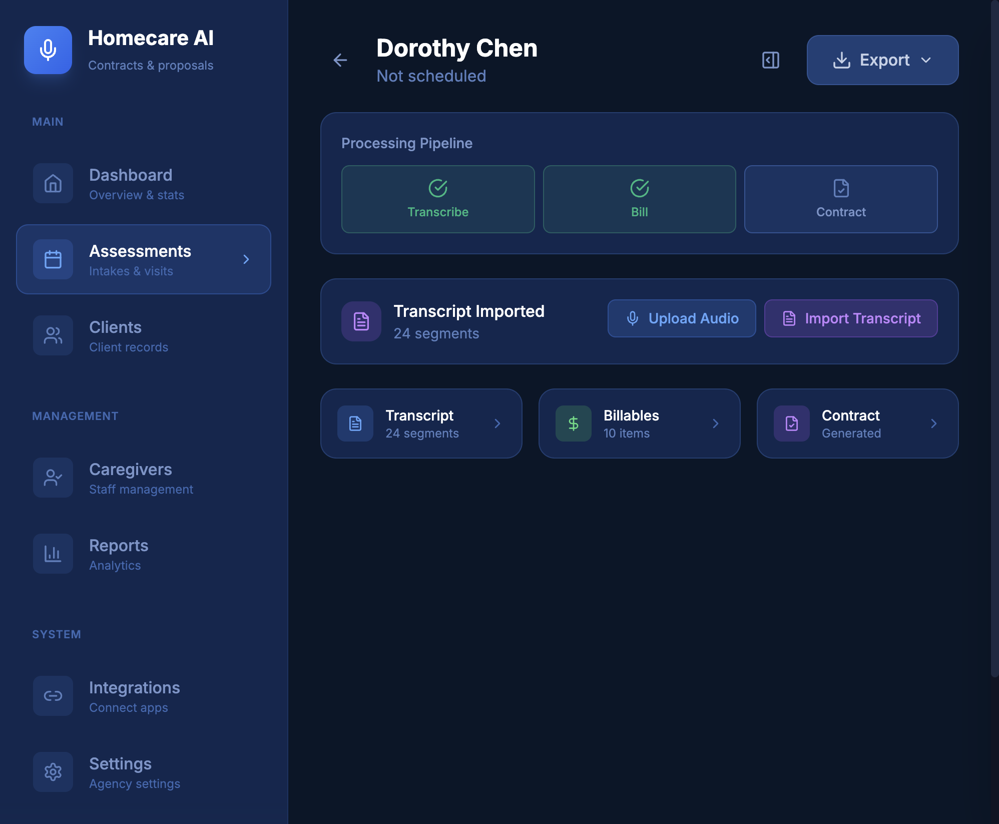 Homecare AI
Contracts & proposals
MAIN
Dashboard
Overview & stats
Assessments
Intakes & visits
Clients
Client records
MANAGEMENT
Caregivers
Staff management
Reports
Analytics
SYSTEM
Integrations
Connect apps
Settings
Agency settings
Dorothy Chen
Not scheduled
Export
Processing Pipeline
Transcribe
Bill
Contract
Transcript Imported
24 segments
Upload Audio
Import Transcript
Transcript
24 segments
Billables
10 items
Contract
Generated